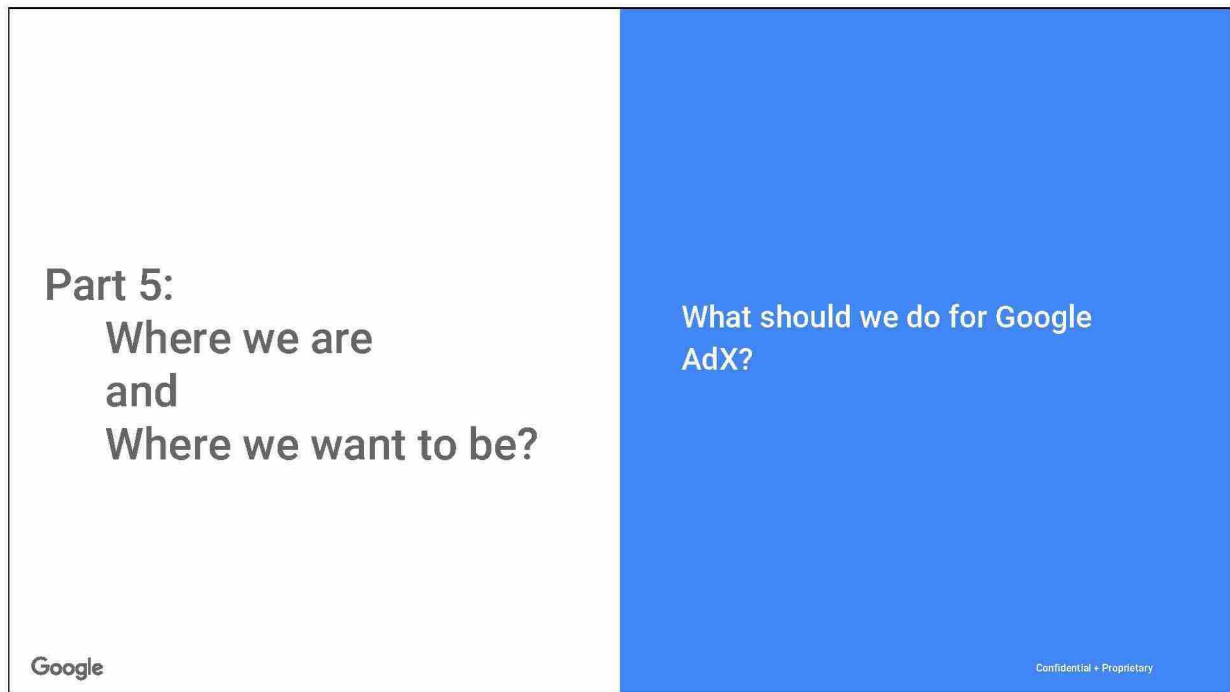 Part 5:
Where we are
and
Where we want to be?
What should we do for Google
AdX?
Google
Confidential + Proprietary